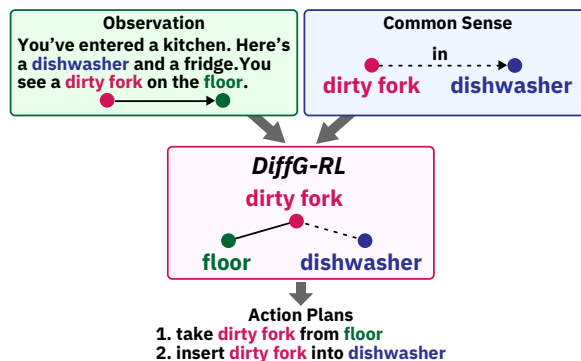 Observation
You've entered a kitchen. Here's
a dishwasher and a fridge.You
see a dirty fork on the floor.
Common Sense
in
dirty fork
dishwasher
DiffG-RL
dirty fork
floor
dishwasher
Action Plans
1. take dirty fork from floor
2. insert dirty fork into dishwasher